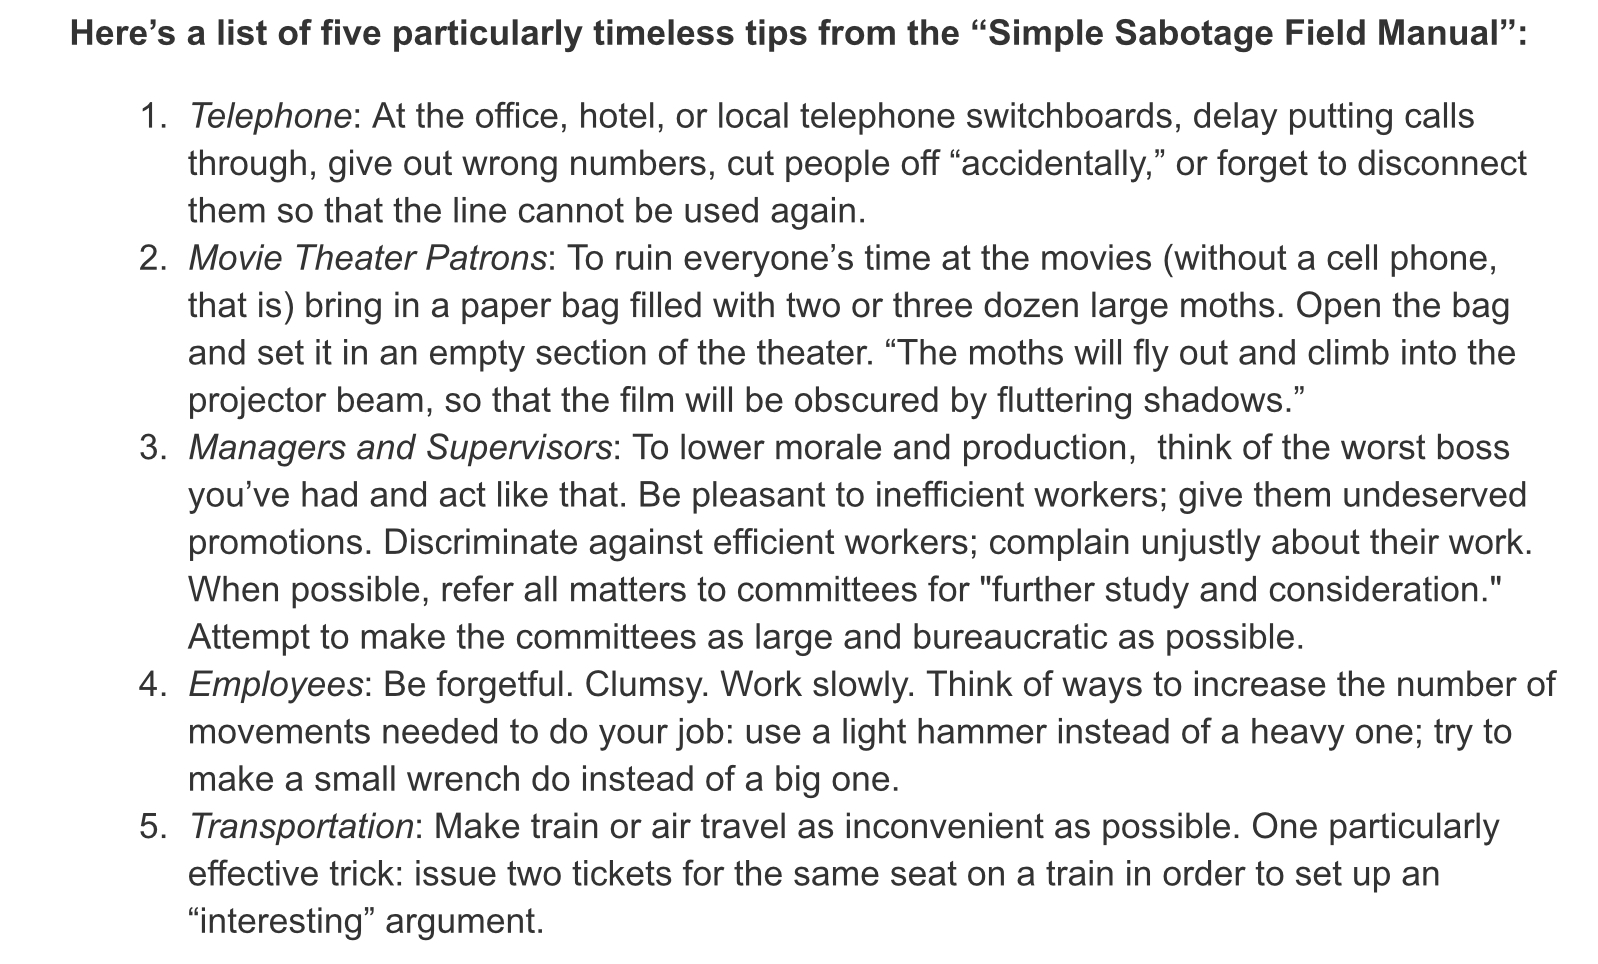 Here’s a list of five particularly timeless tips from the “Simple Sabotage Field Manual”:
1. Telephone: At the office, hotel, or local telephone switchboards, delay putting calls
through, give out wrong numbers, cut people off “accidentally,” or forget to disconnect
them so that the line cannot be used again.
2. Movie Theater Patrons: To ruin everyone’s time at the movies (without a cell phone,
that is) bring in a paper bag filled with two or three dozen large moths. Open the bag
and set it in an empty section of the theater. “The moths will fly out and climb into the
projector beam, so that the film will be obscured by fluttering shadows.”
3. Managers and Supervisors: To lower morale and production,  think of the worst boss
you’ve had and act like that. Be pleasant to inefficient workers; give them undeserved
promotions. Discriminate against efficient workers; complain unjustly about their work.
When possible, refer all matters to committees for "further study and consideration."
Attempt to make the committees as large and bureaucratic as possible.
4. Employees: Be forgetful. Clumsy. Work slowly. Think of ways to increase the number of
movements needed to do your job: use a light hammer instead of a heavy one; try to
make a small wrench do instead of a big one.
5. Transportation: Make train or air travel as inconvenient as possible. One particularly
effective trick: issue two tickets for the same seat on a train in order to set up an
“interesting” argument.